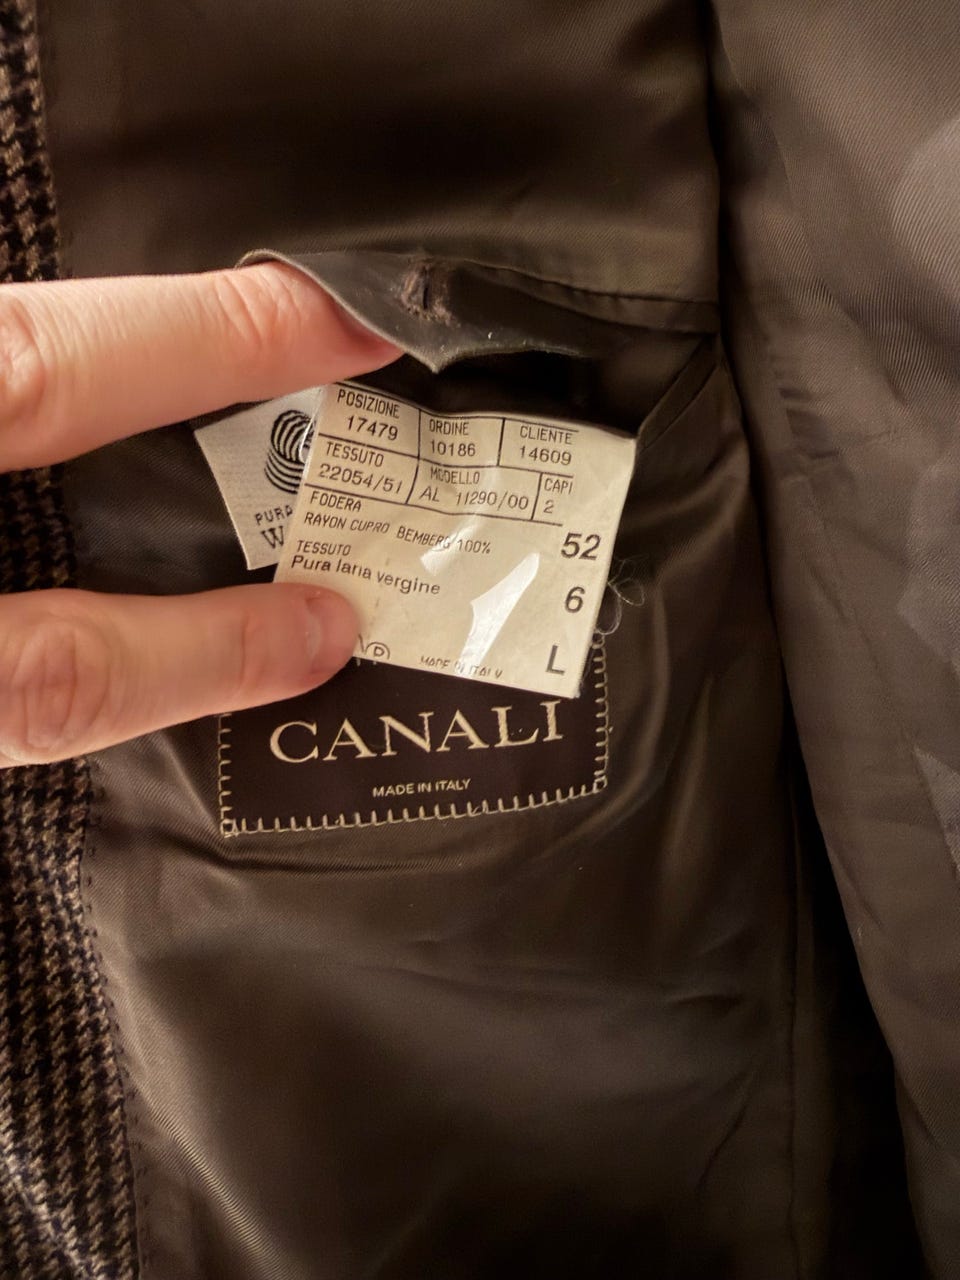 POSIZIONE ORDINE CLIENTE
17479 10186 14609
TESSUTO MODELLO CAPI
22054/51 AL 11290/00 2
FODERA
RAYON CUPRO BEMBERG 100%
52
TESSUTO
Pura lana vergine
6
L
MADE IN ITALY
PURA
W
CANALI
MADE IN ITALY